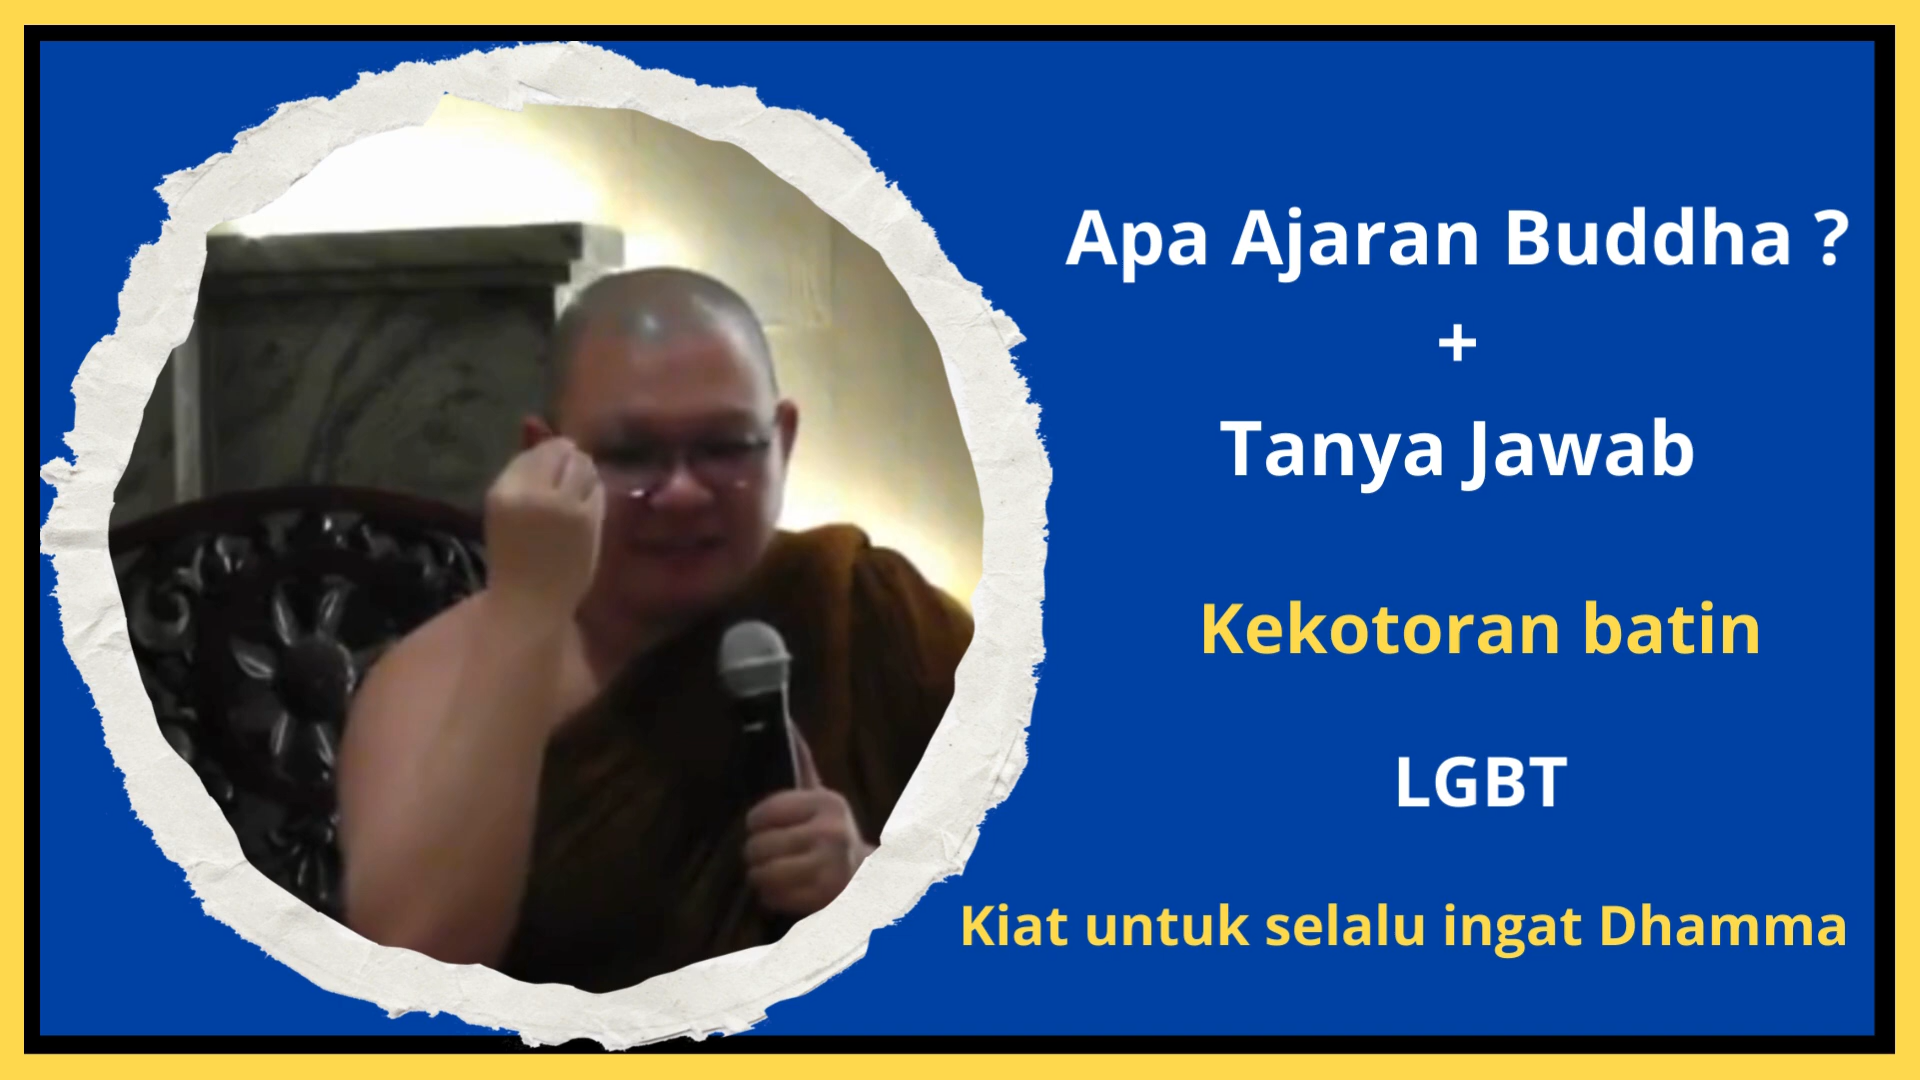 Apa Ajaran Buddha ?
+
Tanya Jawab
Kekotoran batin
LGBT
Kiat untuk selalu ingat Dhamma